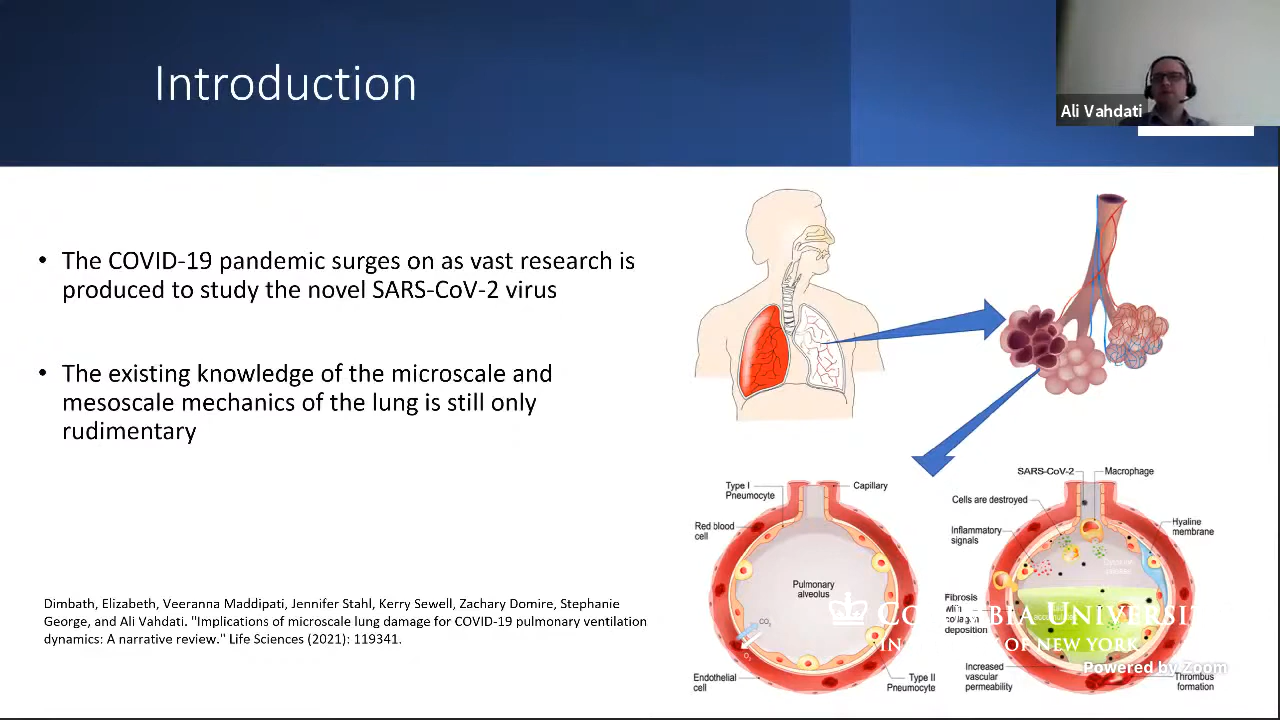 Introduction
Ali Vahdati
• The COVID-19 pandemic surges on as vast research is
produced to study the novel SARS-CoV-2 virus
• The existing knowledge of the microscale and
mesoscale mechanics of the lung is still only
rudimentary
Dimbath, Elizabeth, Veeranna Maddipati, Jennifer Stahl, Kerry Sewell, Zachary Domire, Stephanie
George, and Ali Vahdati. "Implications of microscale lung damage for COVID-19 pulmonary ventilation
dynamics: A narrative review." Life Sciences (2021): 119341.
Type I
Pneumocyte
Capillary
Red blood
cell
Pulmonary
alveolus
CO₂
O₂
Endothelial
cell
Type II
Pneumocyte
SARS-CoV-2
Macrophage
Cells are destroyed
Inflammatory
signals
Hyaline
membrane
Fibrosis
with
collagen
deposition
Increased
vascular
permeability
Thrombus
formation
COLUMBIA UNIVERSITY
OF NEW YORK
Powered by Zoom